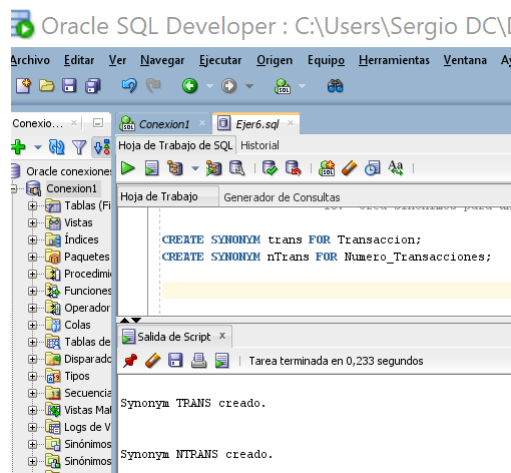 Oracle SQL Developer : C:\Users\Sergio DC\
Archivo Editar Ver Navegar Ejecutar Origen Equipo Herramientas Ventana
Conexio...
Conexion1
Ejer6.sql
Hoja de Trabajo de SQL Historial
Oracle conexione
Conexion1
Tablas (Fi
Vistas
Índices
Paquetes
Procedimi
Funciones
Operador
Colas
Tablas de
Disparado
Tipos
Secuencia
Vistas Mat
Logs de V
Sinónimos
Sinónimos
Hoja de Trabajo Generador de Consultas
CREATE SYNONYM trans FOR Transaccion;
CREATE SYNONYM nTrans FOR Numero_Transacciones;
Salida de Script
Tarea terminada en 0,233 segundos
Synonym TRANS creado.
Synonym NTRANS creado.